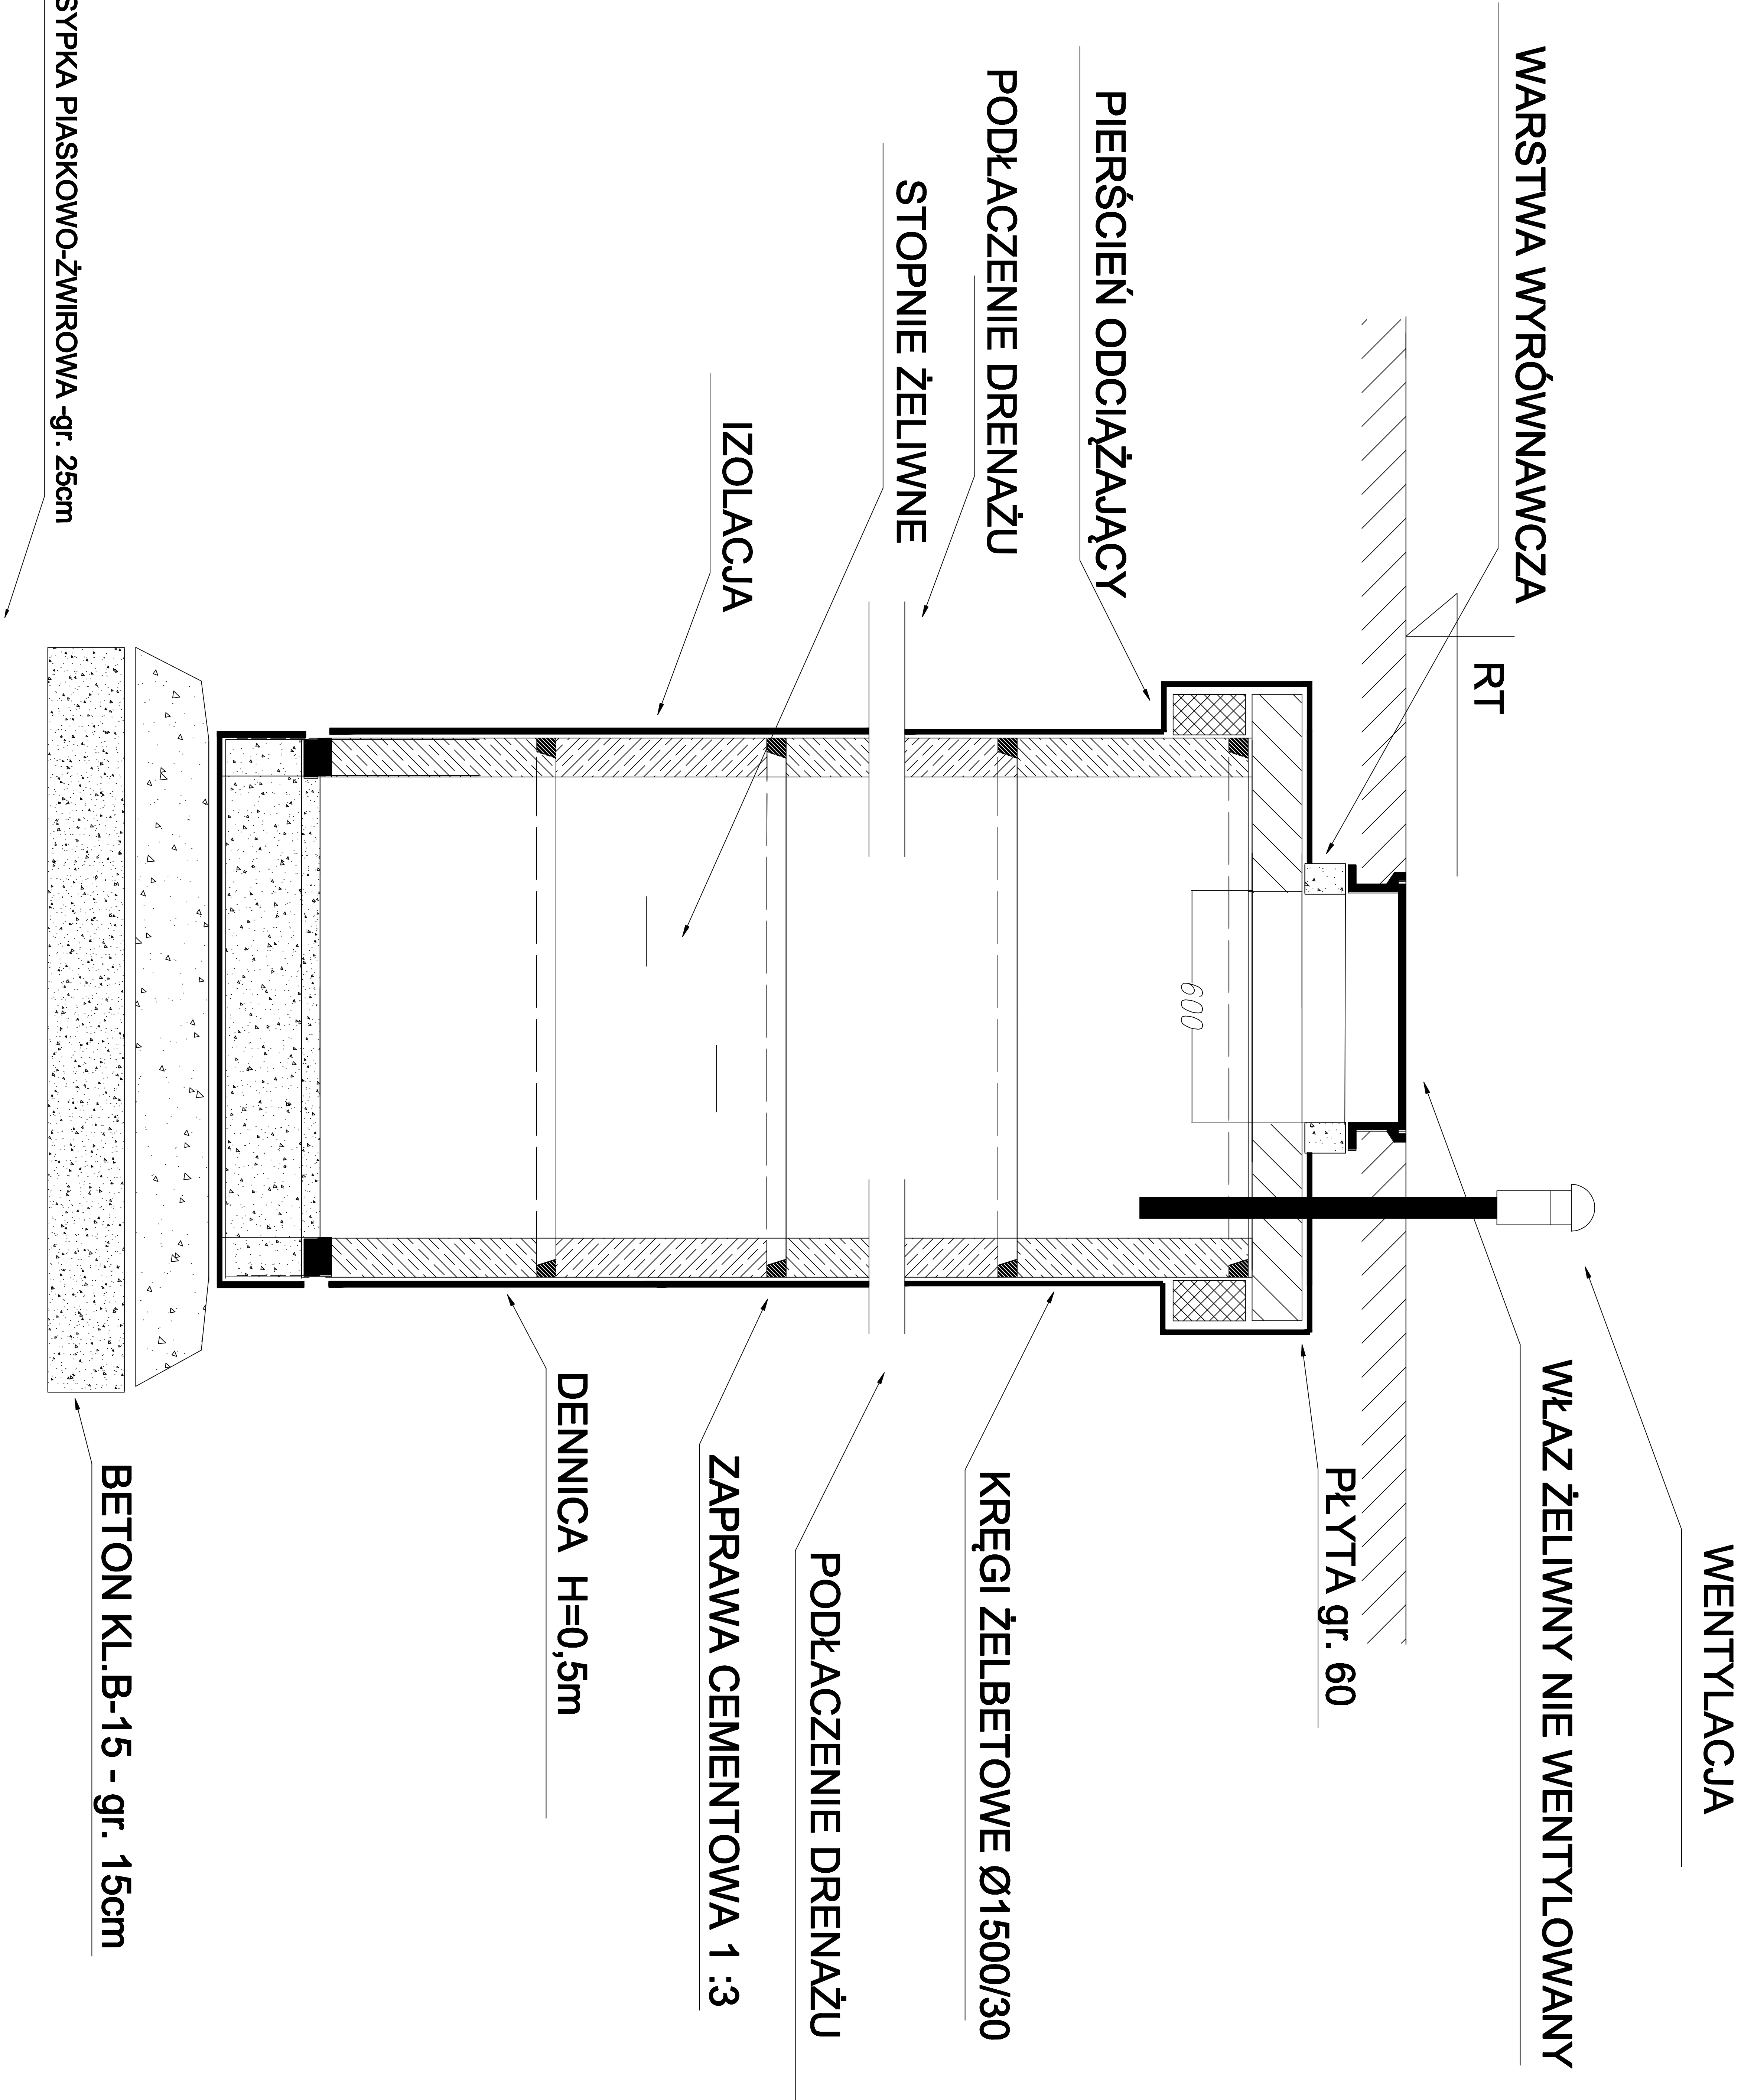 WENTYLACJA
WARSTWA WYRÓWNAWCZA
WŁAZ ŻELIWNY NIE WENTYLOWANY
RT
PŁYTA gr. 60
PIERŚCIEŃ ODCIĄŻAJĄCY
600
PODŁACZENIE DRENAŻU
KRĘGI ŻELBETOWE Ø1500/30
STOPNIE ŻELIWNE
PODŁACZENIE DRENAŻU
IZOLACJA
ZAPRAWA CEMENTOWA 1 :3
DENNICA H=0,5m
BETON KL.B-15 - gr. 15cm
SYPKA PIASKOWO-ŻWIROWA -gr. 25cm